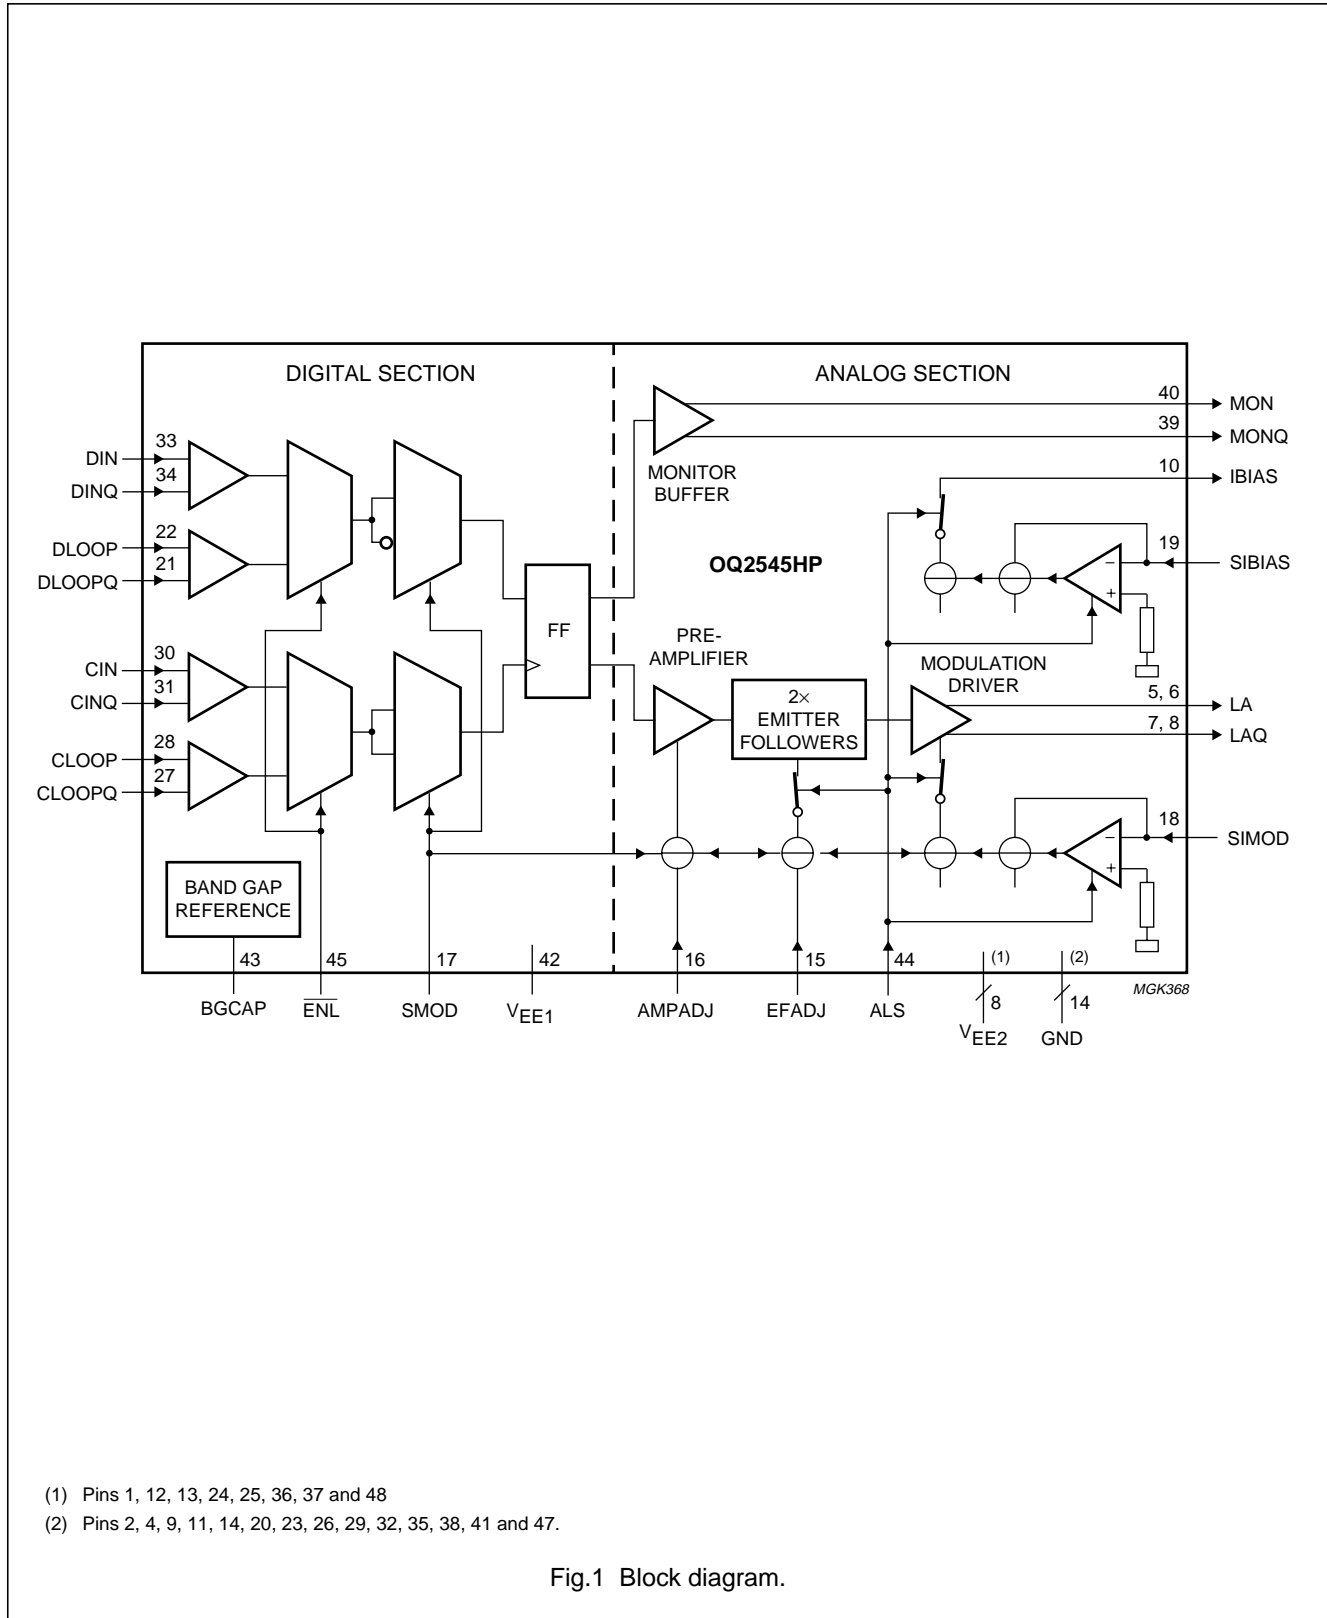 DIGITAL SECTION
ANALOG SECTION
OQ2545HP
DIN
33
DINQ
34
DLOOP
22
DLOOPQ
21
CIN
30
CINQ
31
CLOOP
28
CLOOPQ
27
FF
MONITOR
BUFFER
PRE-
AMPLIFIER
2×
EMITTER
FOLLOWERS
MODULATION
DRIVER
40
MON
39
MONQ
10
IBIAS
19
SIBIAS
−
+
5, 6
LA
7, 8
LAQ
18
SIMOD
−
+
BAND GAP
REFERENCE
43
BGCAP
45
ENL
17
SMOD
42
VEE1
16
AMPADJ
15
EFADJ
44
ALS
(1)
8
VEE2
(2)
14
GND
MGK368
(1) Pins 1, 12, 13, 24, 25, 36, 37 and 48
(2) Pins 2, 4, 9, 11, 14, 20, 23, 26, 29, 32, 35, 38, 41 and 47.
Fig.1 Block diagram.